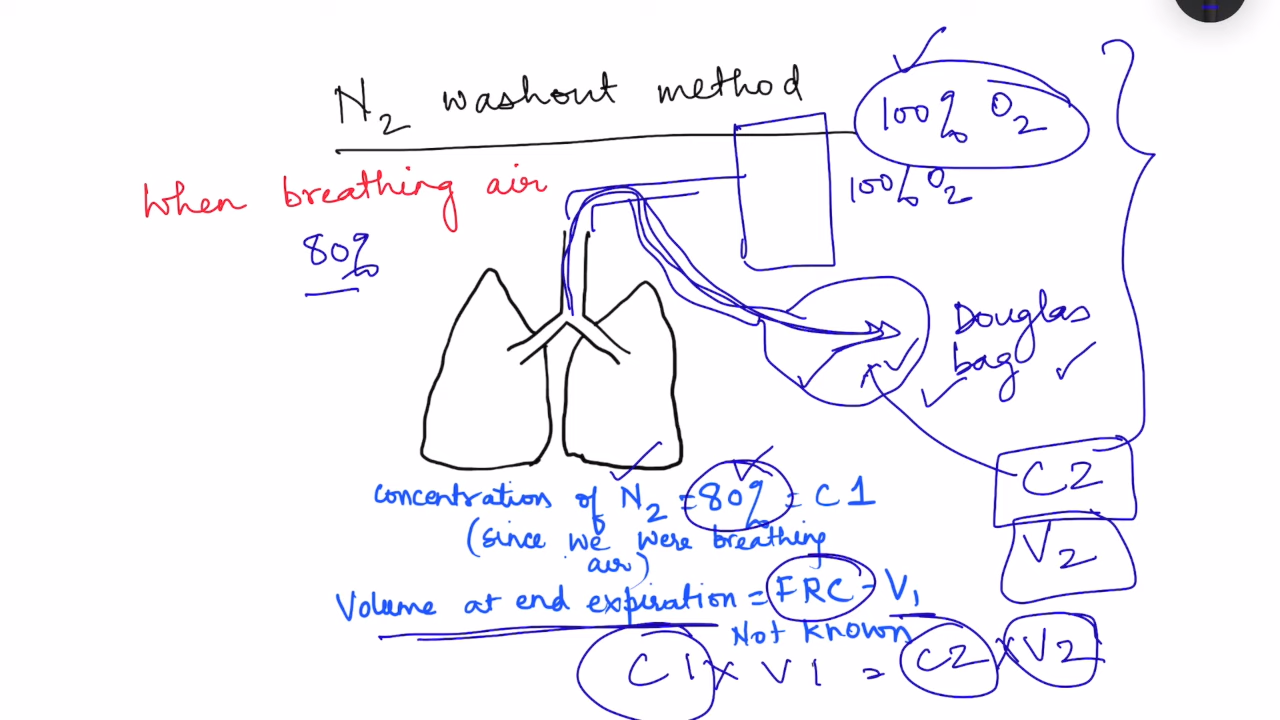 N2 washout method
100% O2
100% O2
When breathing air
80%
Douglas
bag
C2
V2
concentration of N2 = 80% = C1
(since we were breathing
air)
Volume at end expiration = FRC - V1
Not known
C1 x V1 = C2 x V2